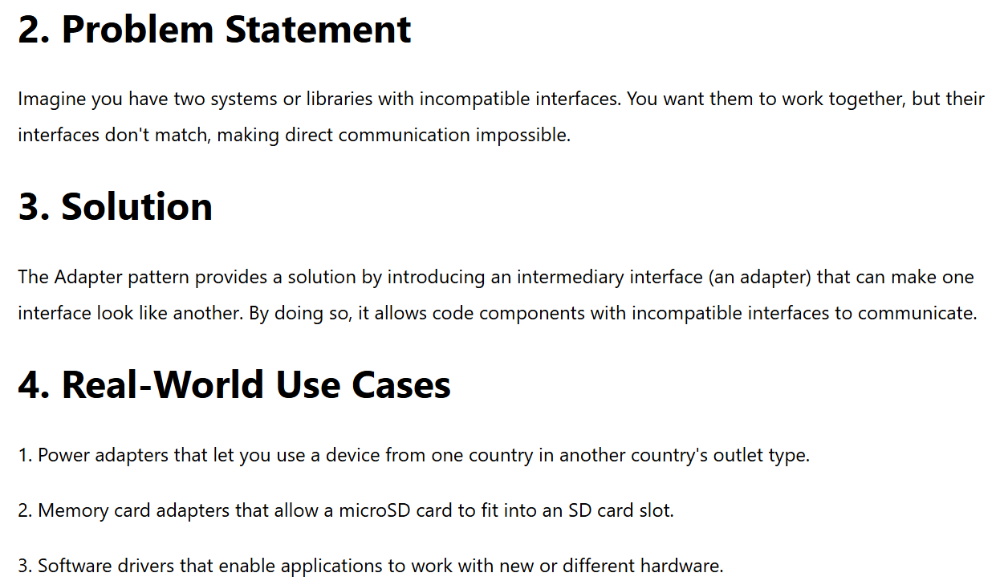 2. Problem Statement
Imagine you have two systems or libraries with incompatible interfaces. You want them to work together, but their
interfaces don't match, making direct communication impossible.
3. Solution
The Adapter pattern provides a solution by introducing an intermediary interface (an adapter) that can make one
interface look like another. By doing so, it allows code components with incompatible interfaces to communicate.
4. Real-World Use Cases
1. Power adapters that let you use a device from one country in another country's outlet type.
2. Memory card adapters that allow a microSD card to fit into an SD card slot.
3. Software drivers that enable applications to work with new or different hardware.